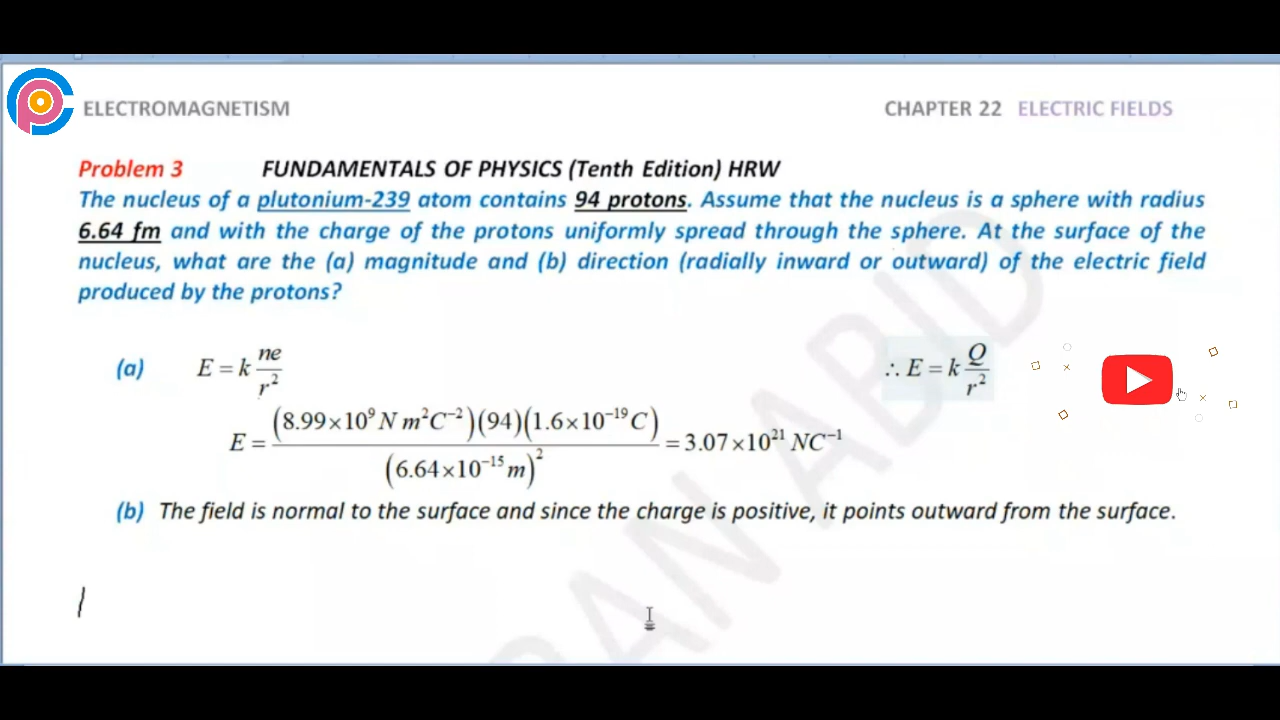 ELECTROMAGNETISM CHAPTER 22 ELECTRIC FIELDS
Problem 3 FUNDAMENTALS OF PHYSICS (Tenth Edition) HRW
The nucleus of a plutonium-239 atom contains 94 protons. Assume that the nucleus is a sphere with radius
6.64 fm and with the charge of the protons uniformly spread through the sphere. At the surface of the
nucleus, what are the (a) magnitude and (b) direction (radially inward or outward) of the electric field
produced by the protons?
(a) E = k ne/r² ∴ E = k Q/r²
E = (8.99×10⁹ N m²C⁻²)(94)(1.6×10⁻¹⁹ C)/(6.64×10⁻¹⁵ m)² = 3.07×10²¹ NC⁻¹
(b) The field is normal to the surface and since the charge is positive, it points outward from the surface.